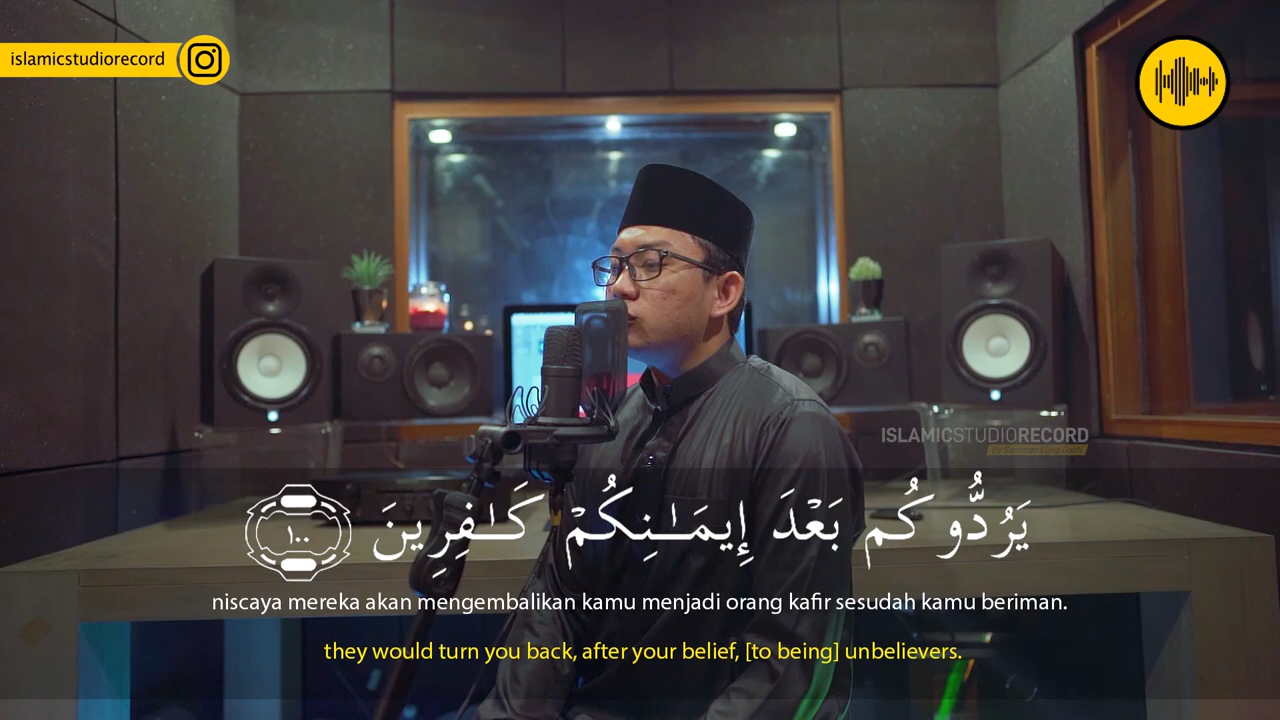 islamicstudiorecord
ISLAMICSTUDIORECORD
يَرُدُّو كُم بَعْدَ إِيمَـٰنِكُمْ كَـٰفِرِينَ ١٠٠
niscaya mereka akan mengembalikan kamu menjadi orang kafir sesudah kamu beriman.
they would turn you back, after your belief, [to being] unbelievers.